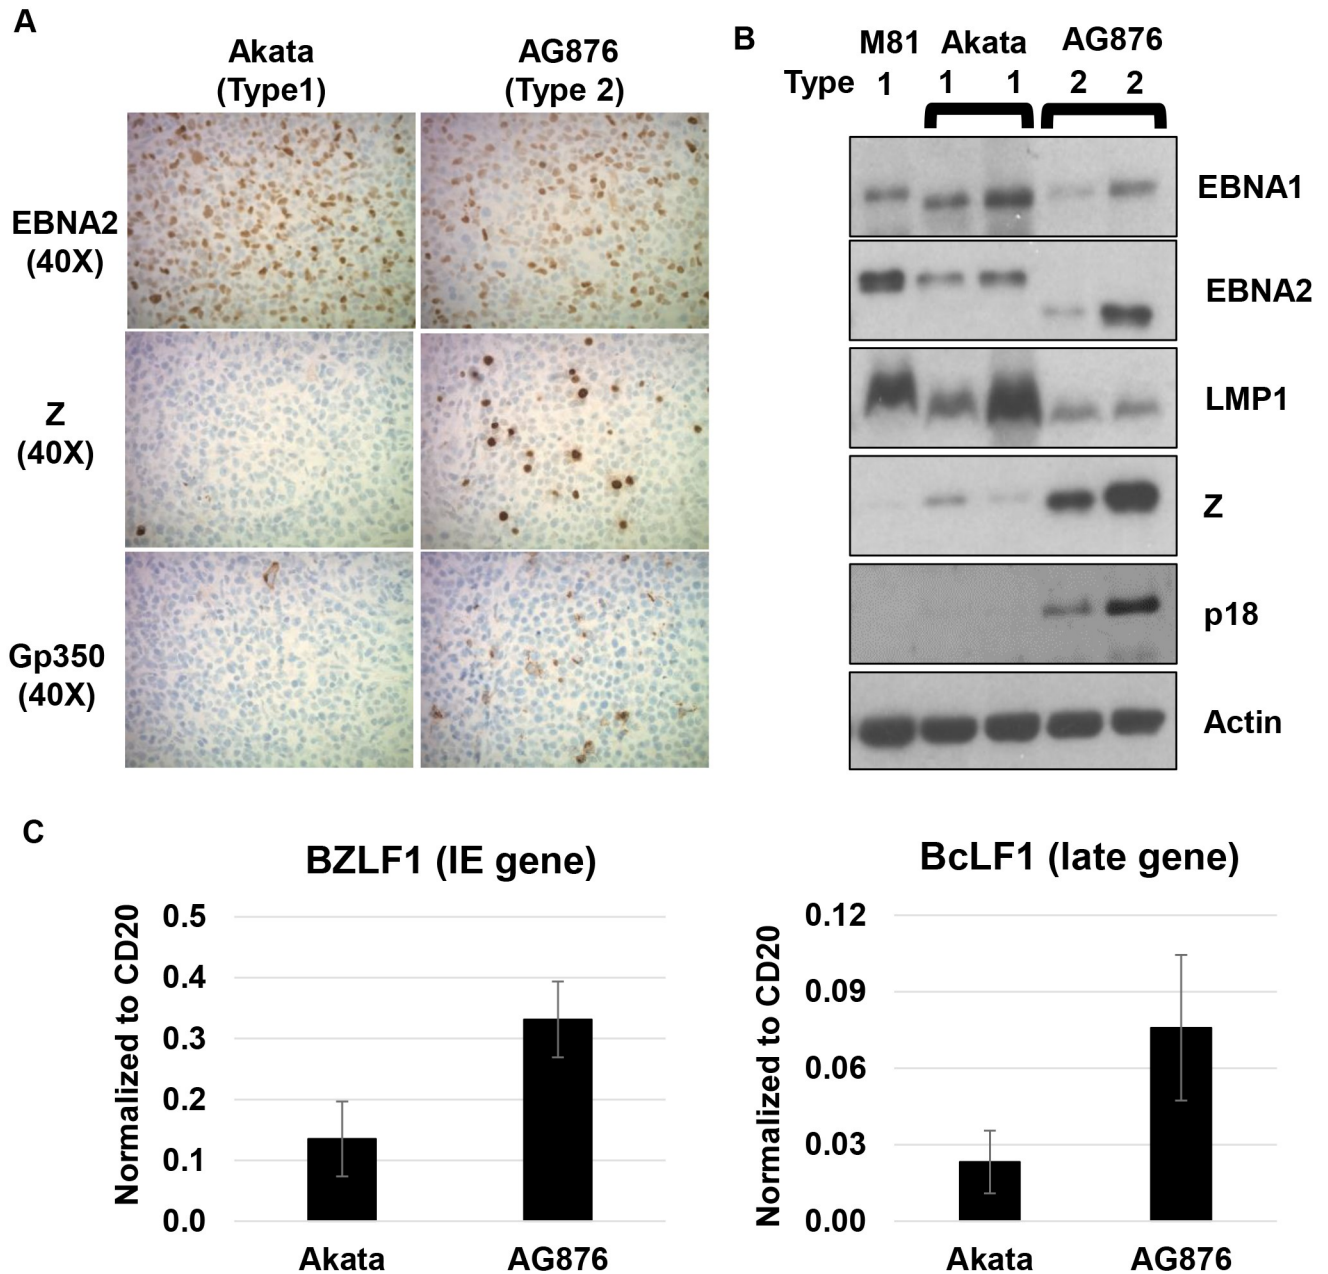 A
Akata
(Type1)
AG876
(Type 2)
EBNA2
(40X)
Z
(40X)
Gp350
(40X)
B
M81 Akata AG876
Type 1 1 1 2 2
EBNA1
EBNA2
LMP1
Z
p18
Actin
C
BZLF1 (IE gene)
Normalized to CD20
0.5
0.4
0.3
0.2
0.1
0.0
Akata AG876
BcLF1 (late gene)
Normalized to CD20
0.12
0.09
0.06
0.03
0.00
Akata AG876